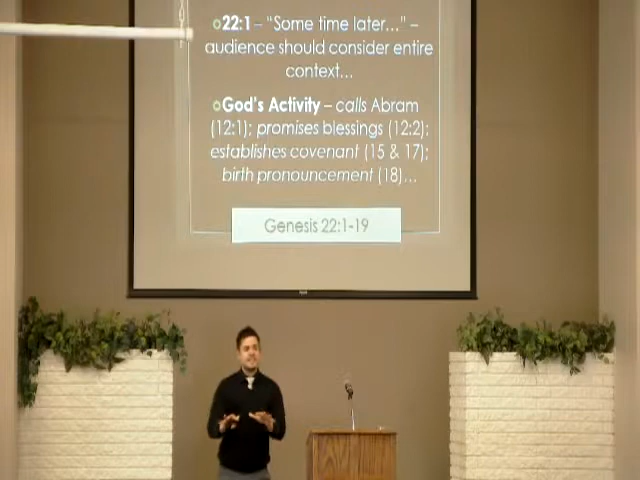 22:1 – “Some time later...” –
audience should consider entire
context...
God's Activity – calls Abram
(12:1); promises blessings (12:2);
establishes covenant (15 & 17);
birth pronouncement (18)...
Genesis 22:1-19